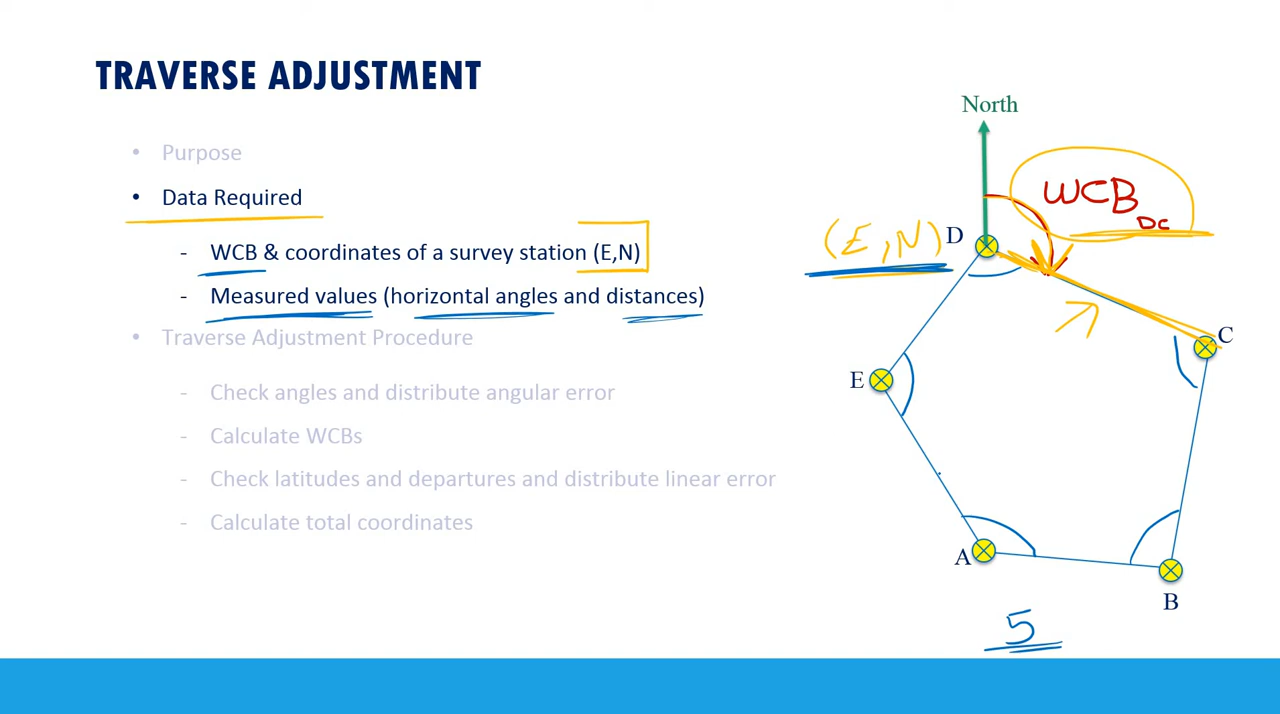 TRAVERSE ADJUSTMENT
• Purpose
• Data Required
- WCB & coordinates of a survey station (E,N)
- Measured values (horizontal angles and distances)
• Traverse Adjustment Procedure
- Check angles and distribute angular error
- Calculate WCBs
- Check latitudes and departures and distribute linear error
- Calculate total coordinates
North
WCB DC
(E,N) D
C
E
A
B
5